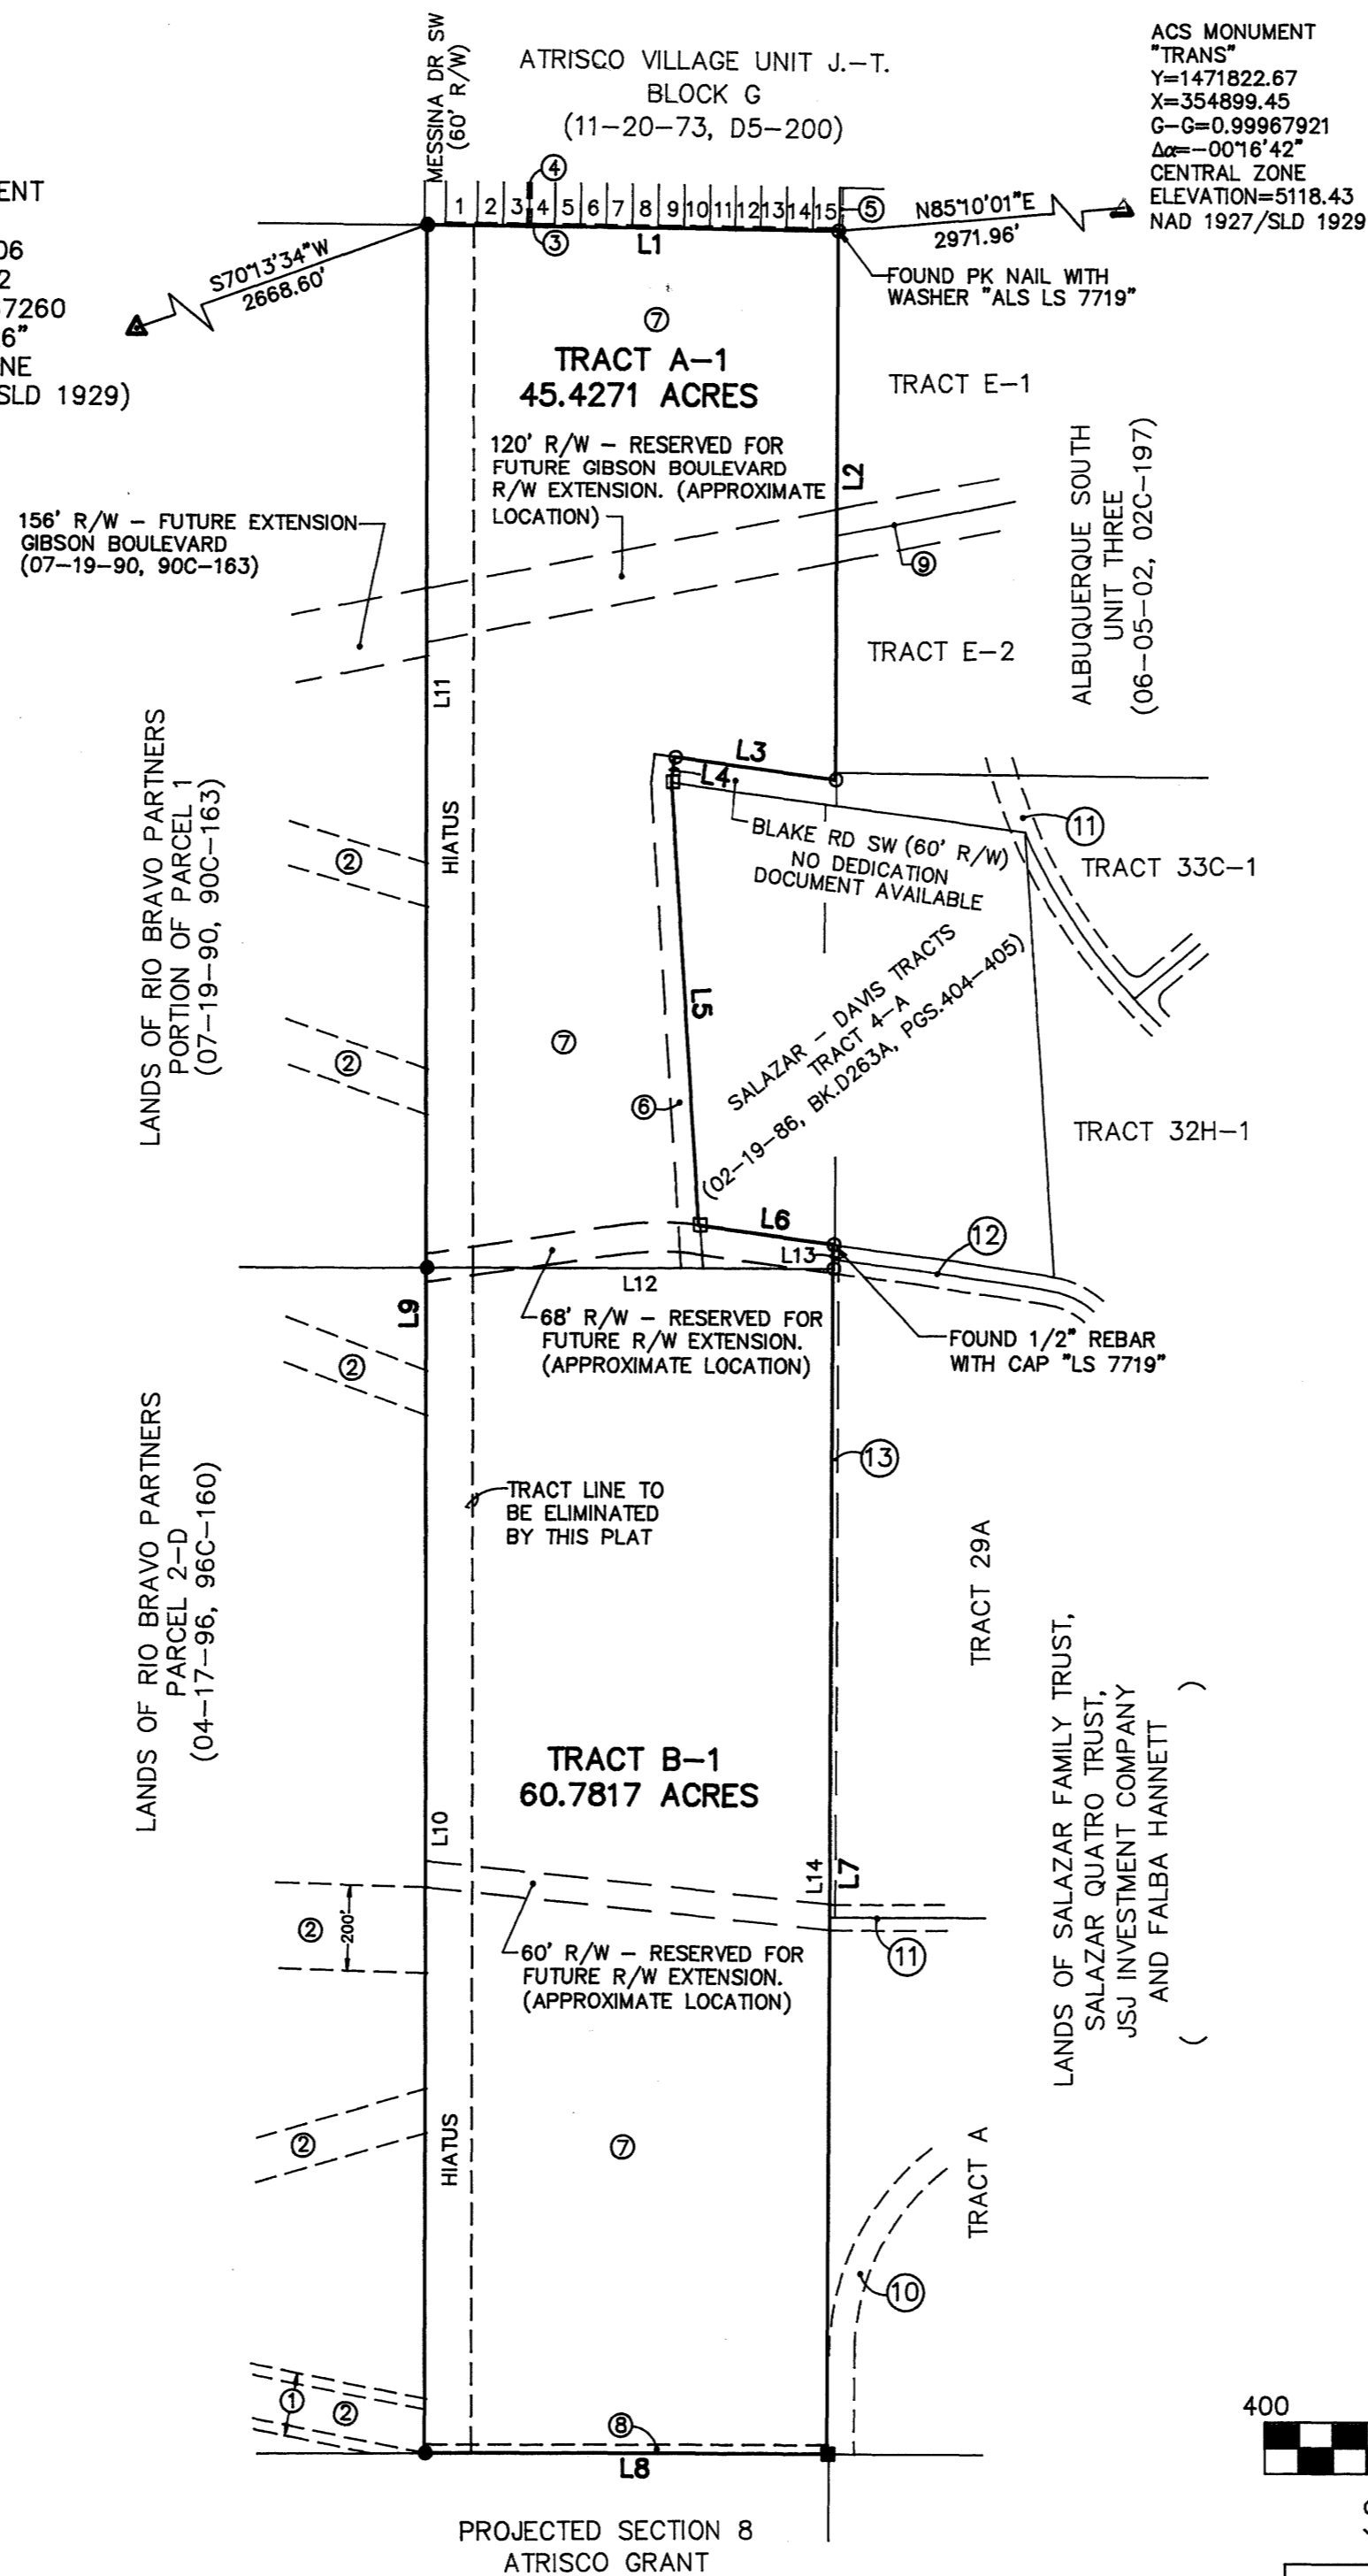 MESSINA DR SW
(60' R/W)
ATRISCO VILLAGE UNIT J.-T.
BLOCK G
(11-20-73, D5-200)
ACS MONUMENT
"TRANS"
Y=1471822.67
X=354899.45
G-G=0.99967921
Δα=-00°16'42"
CENTRAL ZONE
ELEVATION=5118.43
NAD 1927/SLD 1929
ENT
06
2
7260
6"
NE
SLD 1929)
S70°13'34"W
2668.60'
4
1 2 3 4 5 6 7 8 9 10 11 12 13 14 15
5
3
L1
N85°10'01"E
2971.96'
FOUND PK NAIL WITH
WASHER "ALS LS 7719"
7
TRACT A-1
45.4271 ACRES
TRACT E-1
120' R/W - RESERVED FOR
FUTURE GIBSON BOULEVARD
R/W EXTENSION. (APPROXIMATE
LOCATION)
L2
156' R/W - FUTURE EXTENSION
GIBSON BOULEVARD
(07-19-90, 90C-163)
9
ALBUQUERQUE SOUTH
UNIT THREE
(06-05-02, 02C-197)
TRACT E-2
L11
HIATUS
LANDS OF RIO BRAVO PARTNERS
PORTION OF PARCEL 1
(07-19-90, 90C-163)
2
2
L3
L4
BLAKE RD SW (60' R/W)
NO DEDICATION
DOCUMENT AVAILABLE
11
TRACT 33C-1
L5
SALAZAR - DAVIS TRACTS
TRACT 4-A
(02-19-86, BK.D263A, PGS.404-405)
7
6
TRACT 32H-1
L6
12
L13
L12
L9
2
68' R/W - RESERVED FOR
FUTURE R/W EXTENSION.
(APPROXIMATE LOCATION)
FOUND 1/2" REBAR
WITH CAP "LS 7719"
13
LANDS OF RIO BRAVO PARTNERS
PARCEL 2-D
(04-17-96, 96C-160)
TRACT LINE TO
BE ELIMINATED
BY THIS PLAT
TRACT 29A
TRACT B-1
60.7817 ACRES
LANDS OF SALAZAR FAMILY TRUST,
SALAZAR QUATRO TRUST,
JSJ INVESTMENT COMPANY
AND FALBA HANNETT
( )
L10
L14
L7
2
200'
11
60' R/W - RESERVED FOR
FUTURE R/W EXTENSION.
(APPROXIMATE LOCATION)
2
HIATUS
7
TRACT A
10
1
2
8
L8
400
PROJECTED SECTION 8
ATRISCO GRANT